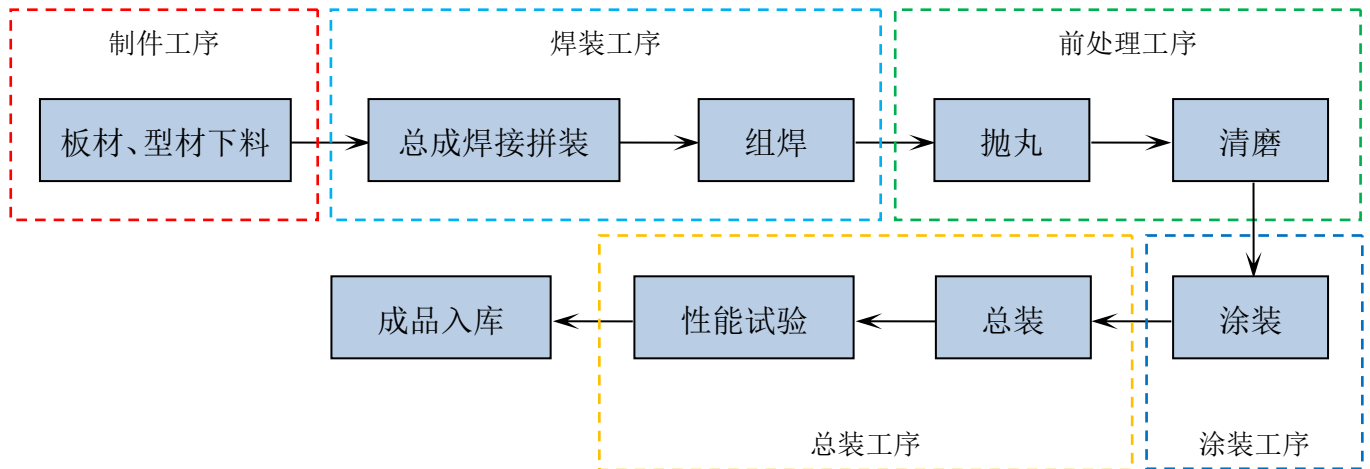 制件工序
焊装工序
前处理工序
板材、型材下料
总成焊接拼装
组焊
抛丸
清磨
成品入库
性能试验
总装
涂装
总装工序
涂装工序